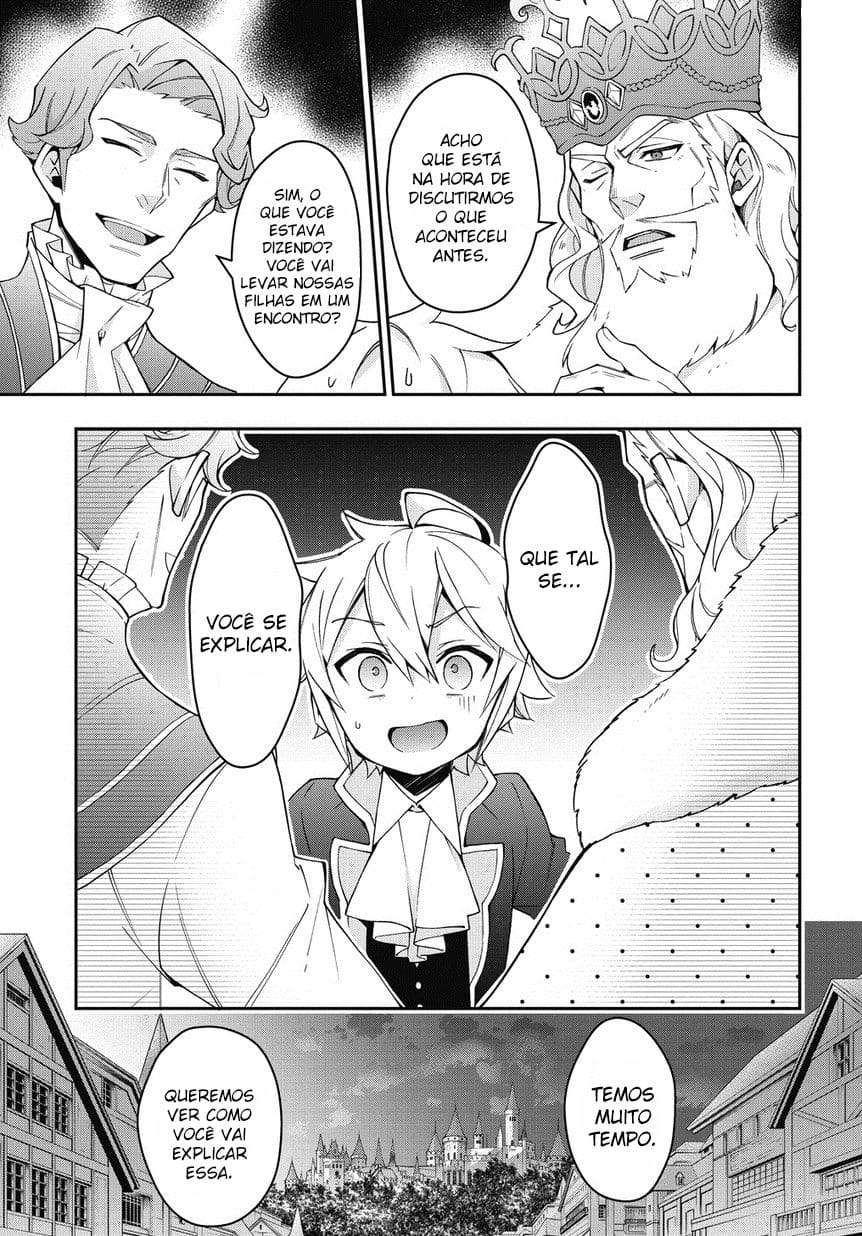 ACHO
QUE ESTÁ
NA HORA DE
DISCUTIRMOS
O QUE
ACONTECEU
ANTES.
SIM, O
QUE VOCÊ
ESTAVA
DIZENDO?
VOCÊ VAI
LEVAR NOSSAS
FILHAS EM UM
ENCONTRO?
QUE TAL
SE...
VOCÊ SE
EXPLICAR.
TEMOS
MUITO
TEMPO.
QUEREMOS
VER COMO
VOCÊ VAI
EXPLICAR
ESSA.